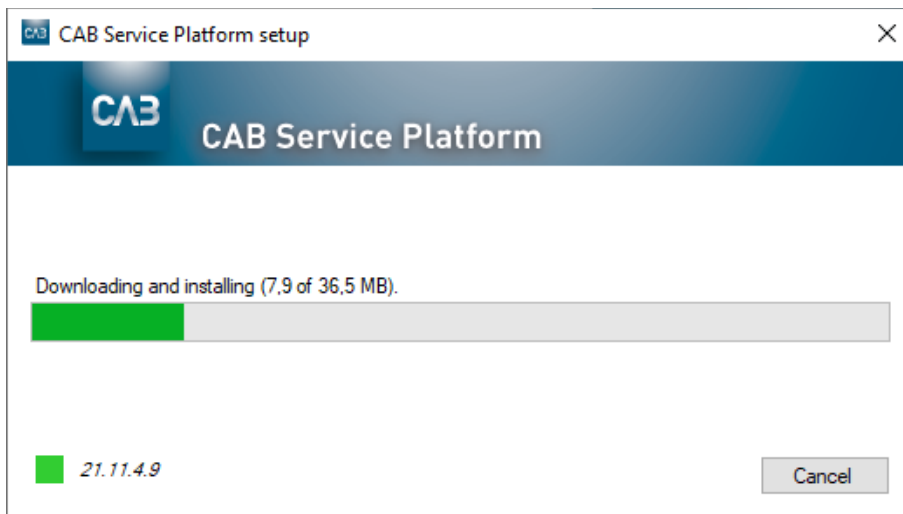 CAB CAB Service Platform setup
CAB
CAB Service Platform
Downloading and installing (7,9 of 36,5 MB).
21.11.4.9
Cancel